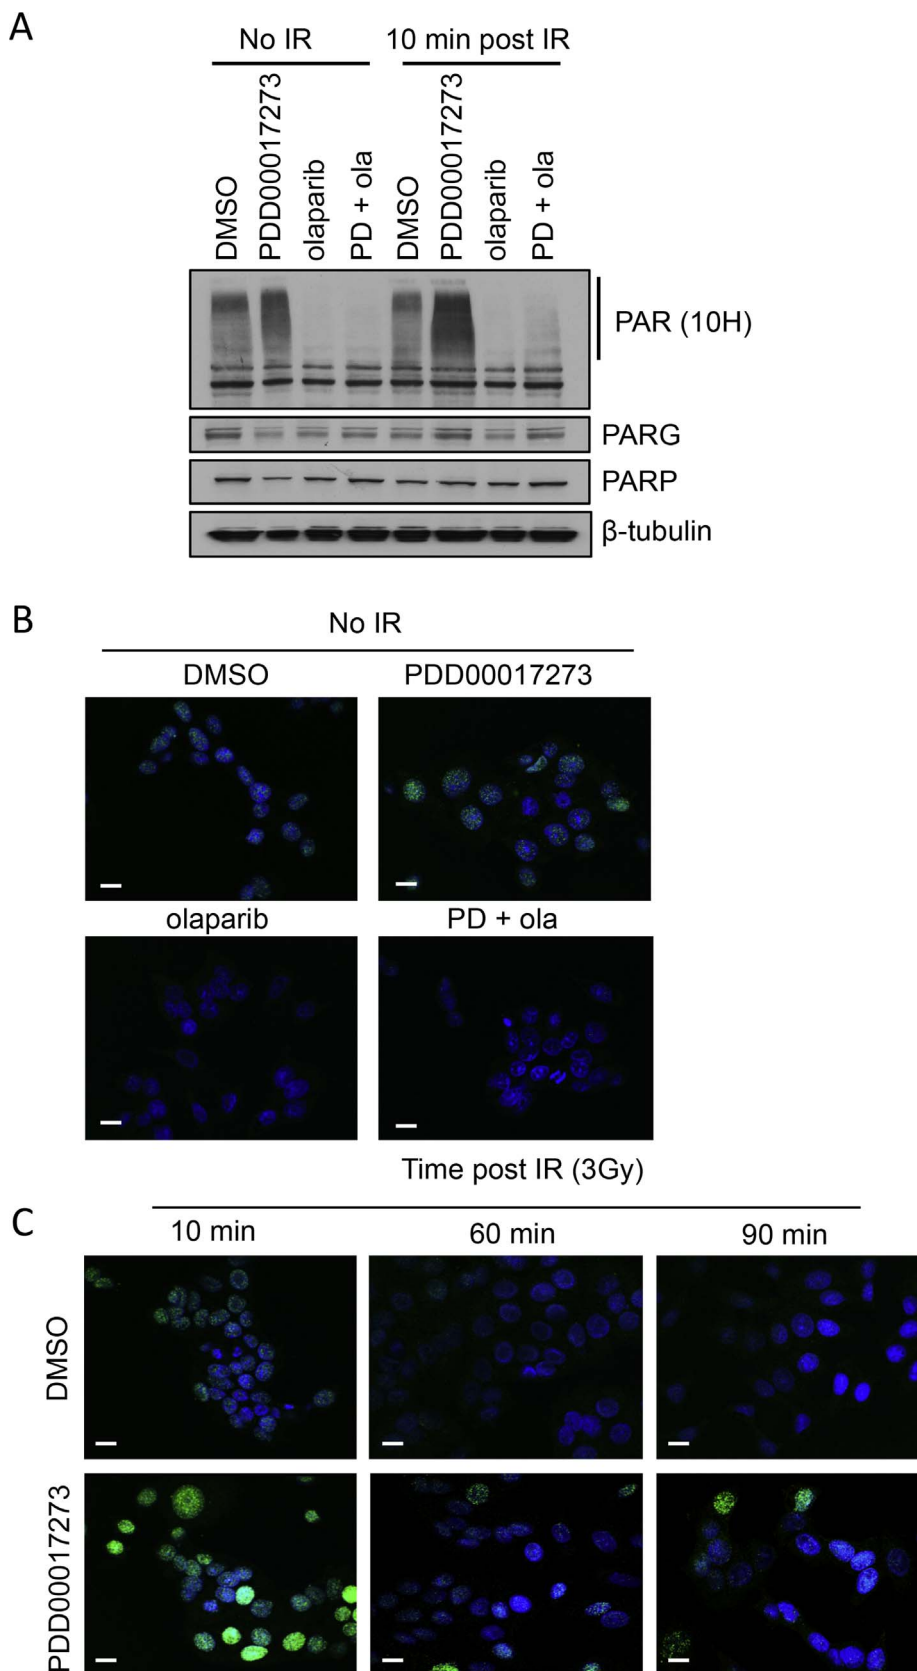 A
No IR
10 min post IR
DMSO
PDD00017273
olaparib
PD + ola
DMSO
PDD00017273
olaparib
PD + ola
PAR (10H)
PARG
PARP
β-tubulin
B
No IR
DMSO
PDD00017273
olaparib
PD + ola
Time post IR (3Gy)
C
10 min
60 min
90 min
DMSO
PDD00017273